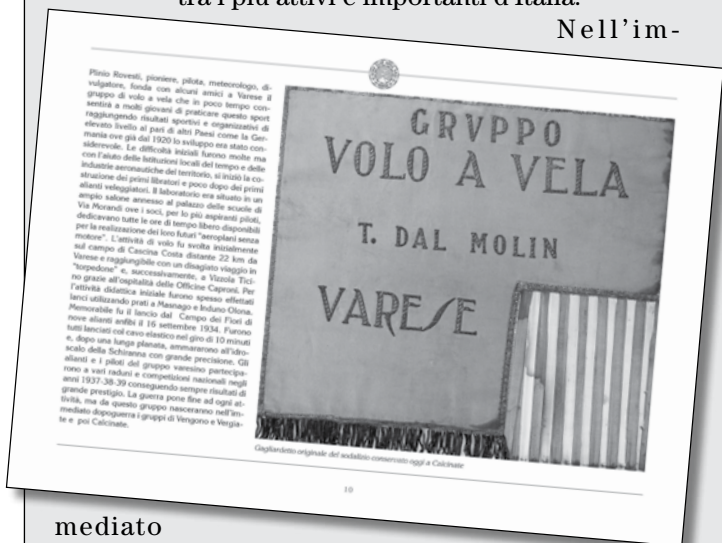 tra i più attivi e importanti d'Italia.
Nell'im-
Plinio Rovesti, pioniere, pilota, meteorologo, di-
vulgatore, fonda con alcuni amici a Varese il
gruppo di volo a vela che in poco tempo con-
sentirà a molti giovani di praticare questo sport
raggiungendo risultati sportivi e organizzativi di
elevato livello al pari di altri Paesi come la Ger-
mania ove già dal 1920 lo sviluppo era stato con-
siderevole. Le difficoltà iniziali furono molte ma
con l'aiuto delle Istituzioni locali del tempo e delle
industrie aeronautiche del territorio, si iniziò la co-
struzione dei primi libratori e poco dopo dei primi
alianti veleggiatori. Il laboratorio era situato in un
ampio salone annesso al palazzo delle scuole di
Via Morandi ove i soci, per lo più aspiranti piloti,
dedicavano tutte le ore di tempo libero disponibili
per la realizzazione dei loro futuri "aeroplani senza
motore". L'attività di volo fu svolta inizialmente
sul campo di Cascina Costa distante 22 km da
Varese e raggiungibile con un disagiato viaggio in
"torpedone" e, successivamente, a Vizzola Tici-
no grazie all'ospitalità delle Officine Caproni. Per
l'attività didattica iniziale furono spesso effettati
lanci utilizzando prati a Masnago e Induno Olona.
Memorabile fu il lancio dal Campo dei Fiori di
nove alianti anfibi il 16 settembre 1934. Furono
tutti lanciati col cavo elastico nel giro di 10 minuti
e, dopo una lunga planata, ammararono all'idro-
scalo della Schiranna con grande precisione. Gli
alianti e i piloti del gruppo varesino partecipa-
rono a vari raduni e competizioni nazionali negli
anni 1937-38-39 conseguendo sempre risultati di
grande prestigio. La guerra pone fine ad ogni at-
tività, ma da questo gruppo nasceranno nell'im-
mediato dopoguerra i gruppi di Vengono e Vergia-
te e poi Calcinate.
GRVPPO
VOLO A VELA
T. DAL MOLIN
VARESE
Gagliardetto originale del sodalizio conservato oggi a Calcinate
10
mediato